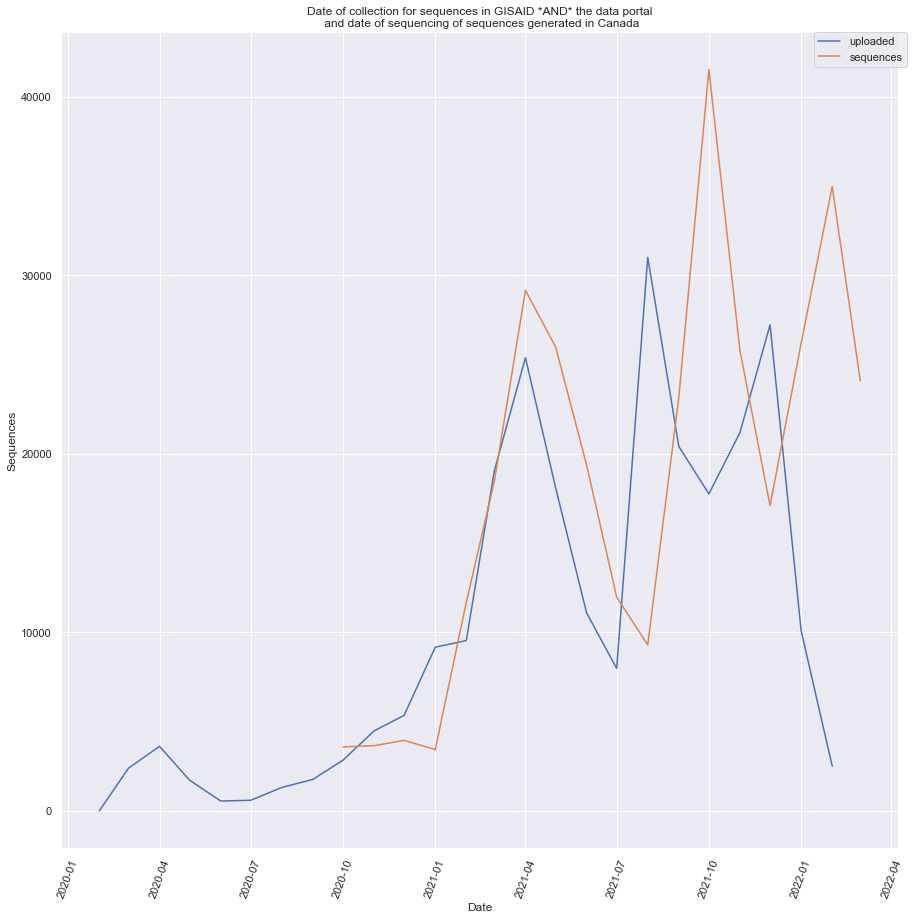 Date of collection for sequences in GISAID *AND* the data portal
and date of sequencing of sequences generated in Canada
uploaded
sequences
40000
30000
20000
10000
0
Sequences
2020-01
2020-04
2020-07
2020-10
2021-01
2021-04
2021-07
2021-10
2022-01
2022-04
Date